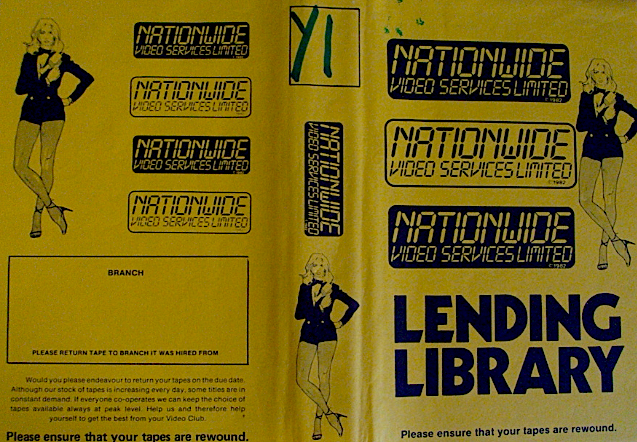 NATIONWIDE
VIDEO SERVICES LIMITED
NATIONWIDE
VIDEO SERVICES LIMITED
NATIONWIDE
VIDEO SERVICES LIMITED
NATIONWIDE
VIDEO SERVICES LIMITED
BRANCH
PLEASE RETURN TAPE TO BRANCH IT WAS HIRED FROM
Would you please endeavour to return your tapes on the due date.
Although our stock of tapes is increasing every day, some titles are in
constant demand. If everyone co-operates we can keep the choice of
tapes available always at peak level. Help us and therefore help
yourself to get the best from your Video Club.
Please ensure that your tapes are rewound.
Y1
NATIONWIDE
VIDEO SERVICES LIMITED
NATIONWIDE
VIDEO SERVICES LIMITED
© 1982
NATIONWIDE
VIDEO SERVICES LIMITED
© 1982
NATIONWIDE
VIDEO SERVICES LIMITED
© 1982
LENDING
LIBRARY
Please ensure that your tapes are rewound.